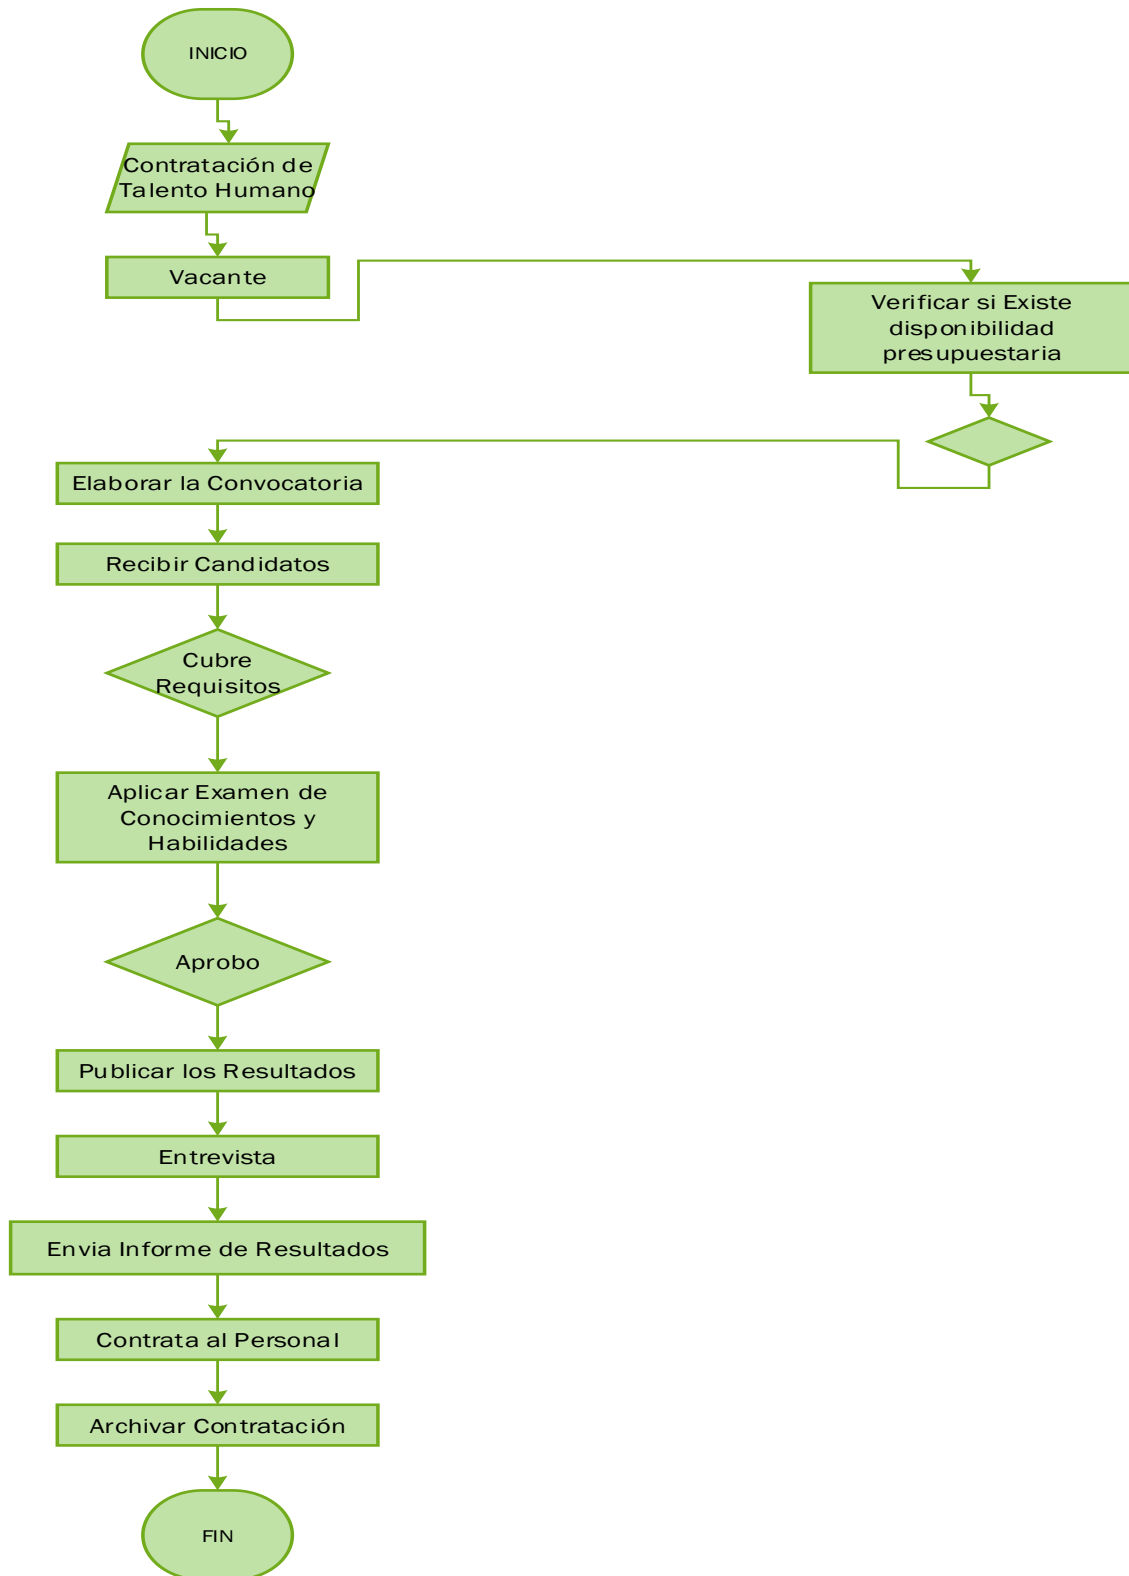 INICIO
Contratación de
Talento Humano
Vacante
Verificar si Existe
disponibilidad
presupuestaria
Elaborar la Convocatoria
Recibir Candidatos
Cubre
Requisitos
Aplicar Examen de
Conocimientos y
Habilidades
Aprobo
Publicar los Resultados
Entrevista
Envia Informe de Resultados
Contrata al Personal
Archivar Contratación
FIN